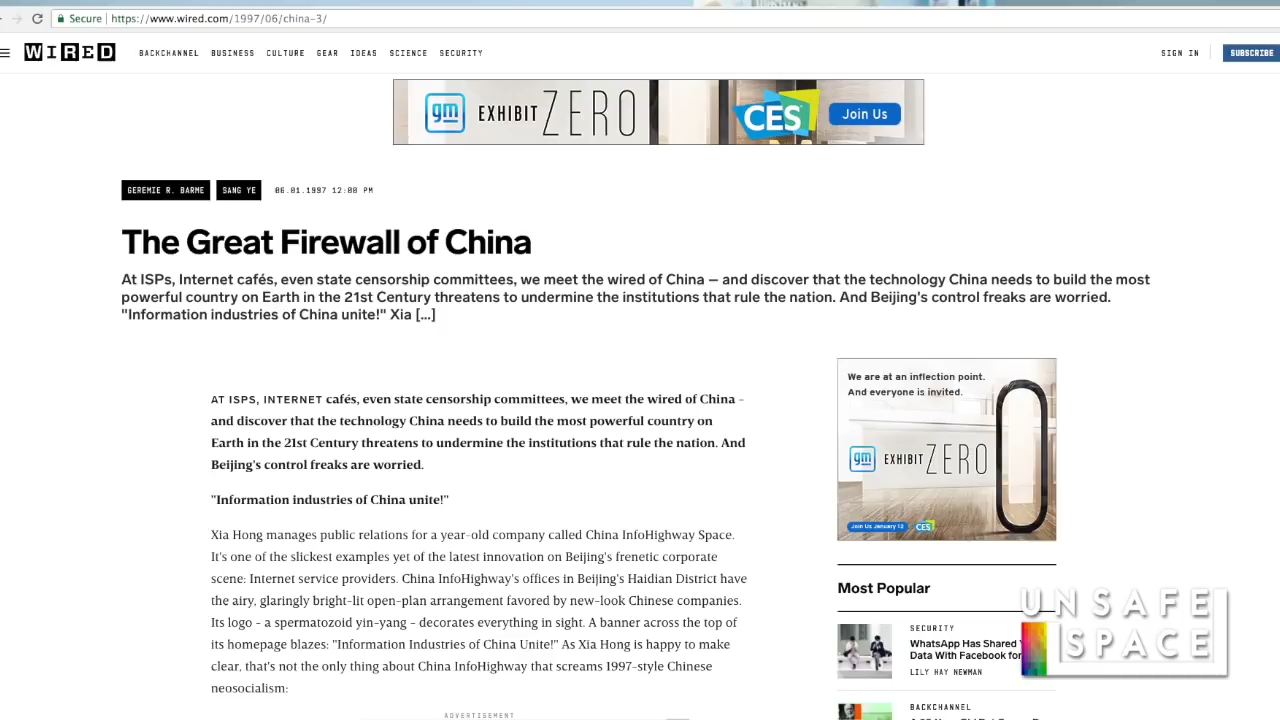 Secure | https://www.wired.com/1997/06/china-3/
WIRED BACKCHANNEL BUSINESS CULTURE GEAR IDEAS SCIENCE SECURITY SIGN IN SUBSCRIBE
gm EXHIBIT ZERO CES Join Us
GEREMIE R. BARME SANG YE 06.01.1997 12:00 PM
The Great Firewall of China
At ISPs, Internet cafés, even state censorship committees, we meet the wired of China – and discover that the technology China needs to build the most
powerful country on Earth in the 21st Century threatens to undermine the institutions that rule the nation. And Beijing's control freaks are worried.
"Information industries of China unite!" Xia [...]
AT ISPS, INTERNET cafés, even state censorship committees, we meet the wired of China -
and discover that the technology China needs to build the most powerful country on
Earth in the 21st Century threatens to undermine the institutions that rule the nation. And
Beijing's control freaks are worried.
"Information industries of China unite!"
Xia Hong manages public relations for a year-old company called China InfoHighway Space.
It's one of the slickest examples yet of the latest innovation on Beijing's frenetic corporate
scene: Internet service providers. China InfoHighway's offices in Beijing's Haidian District have
the airy, glaringly bright-lit open-plan arrangement favored by new-look Chinese companies.
Its logo - a spermatozoid yin-yang - decorates everything in sight. A banner across the top of
its homepage blazes: "Information Industries of China Unite!" As Xia Hong is happy to make
clear, that's not the only thing about China InfoHighway that screams 1997-style Chinese
neosocialism:
ADVERTISEMENT
We are at an inflection point.
And everyone is invited.
gm EXHIBIT ZERO
Join Us January 12 CES
Most Popular
SECURITY
WhatsApp Has Shared
Data With Facebook for
LILY HAY NEWMAN
BACKCHANNEL
UNSAFE
SPACE